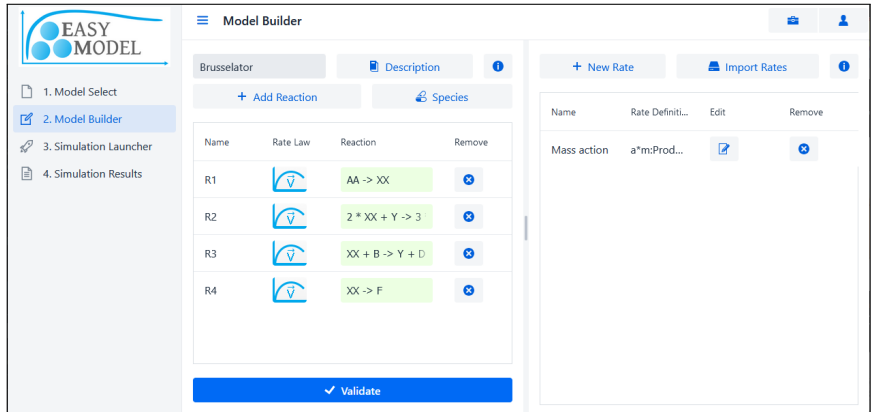 EASY
MODEL
Model Builder
1. Model Select
2. Model Builder
3. Simulation Launcher
4. Simulation Results
Brusselator
Description
+ Add Reaction
Species
Name Rate Law Reaction Remove
R1 V AA -> XX
R2 V 2 * XX + Y -> 3
R3 V XX + B -> Y + D
R4 V XX -> F
Validate
+ New Rate
Import Rates
Name Rate Definiti... Edit Remove
Mass action a*m:Prod...